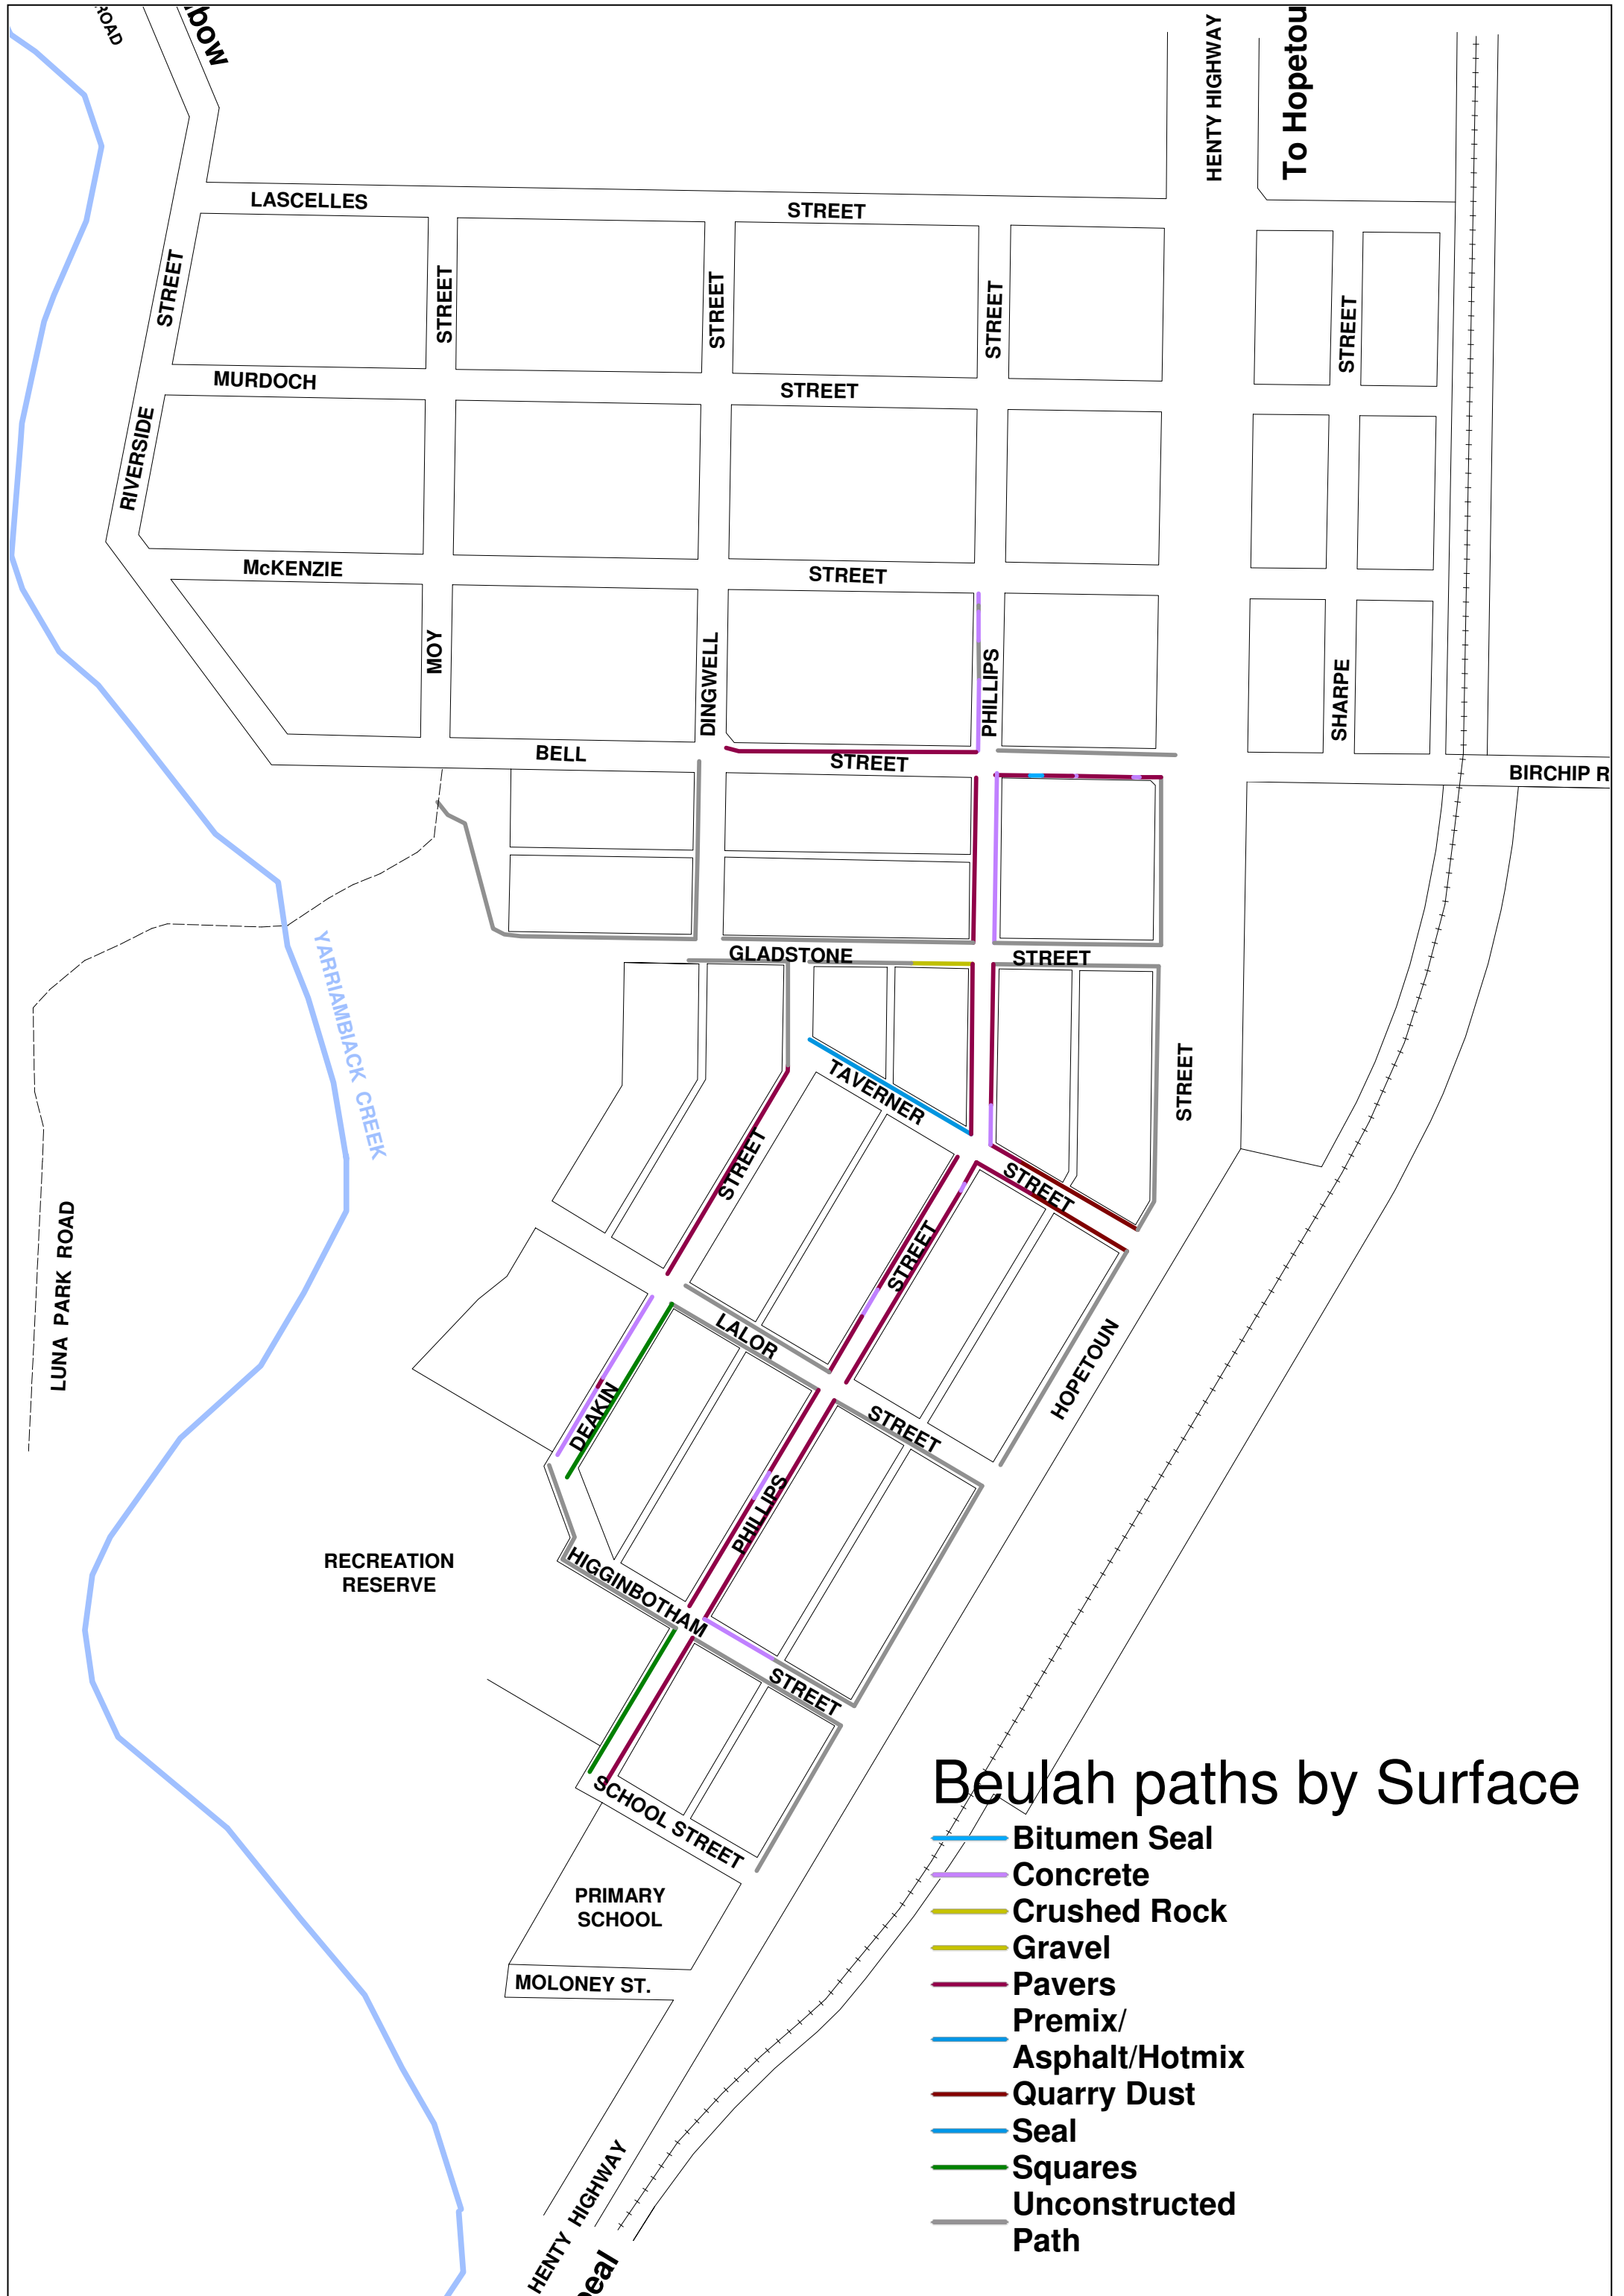 ROAD
bow
HENTY HIGHWAY
To Hopetou
LASCELLES
STREET
STREET
STREET
STREET
STREET
STREET
MURDOCH
STREET
RIVERSIDE
McKENZIE
STREET
MOY
DINGWELL
PHILLIPS
SHARPE
BELL
STREET
BIRCHIP R
YARRIAMBIACK CREEK
GLADSTONE
STREET
TAVERNER
STREET
STREET
STREET
STREET
LUNA PARK ROAD
LALOR
HOPETOUN
DEAKIN
STREET
PHILLIPS
RECREATION
RESERVE
HIGGINBOTHAM
STREET
SCHOOL STREET
PRIMARY
SCHOOL
MOLONEY ST.
HENTY HIGHWAY
peal
Beulah paths by Surface
Bitumen Seal
Concrete
Crushed Rock
Gravel
Pavers
Premix/
Asphalt/Hotmix
Quarry Dust
Seal
Squares
Unconstructed
Path